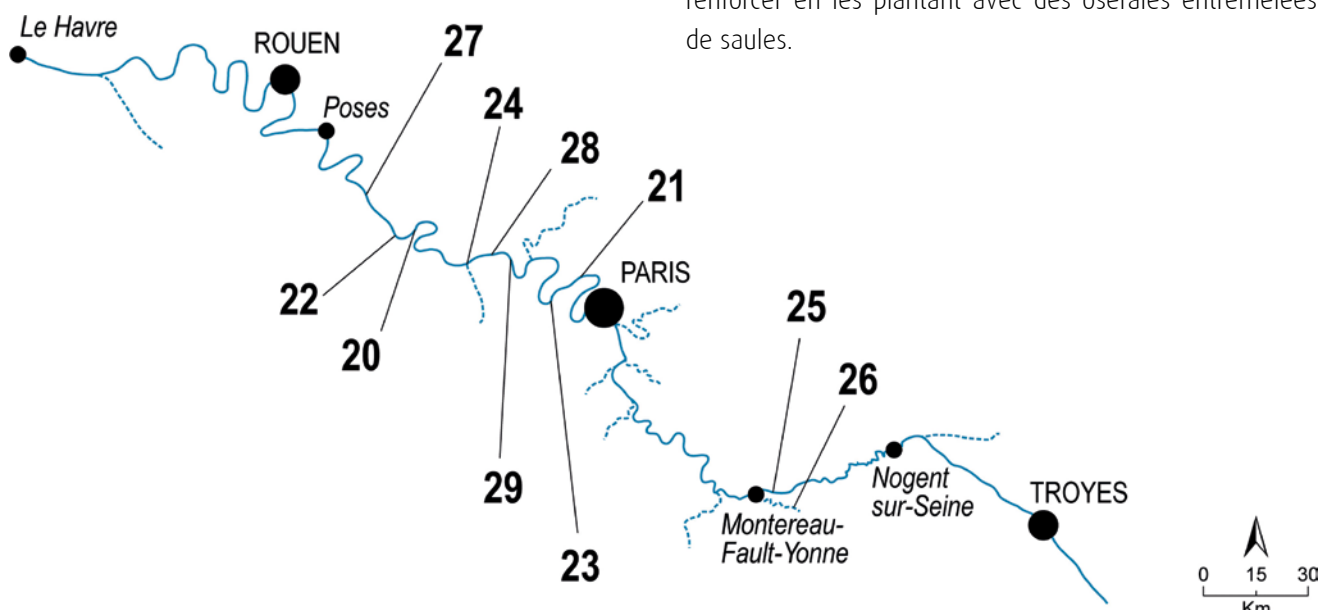 renforcer en les plantant avec des oseraies entremêlées
de saules.
Le Havre
ROUEN
27
Poses
24
28
21
22
20
PARIS
25
26
29
23
Nogent
sur-Seine
TROYES
Montereau-
Fault-Yonne
0 15 30
Km